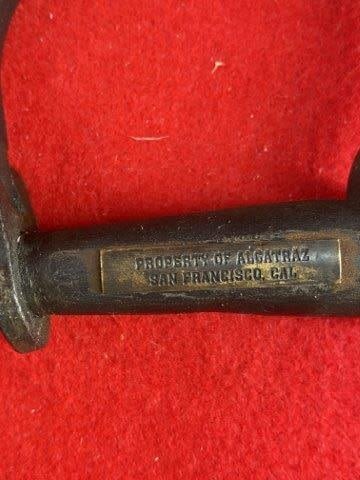 PROPERTY OF ALCATRAZ
SAN FRANCISCO, CAL